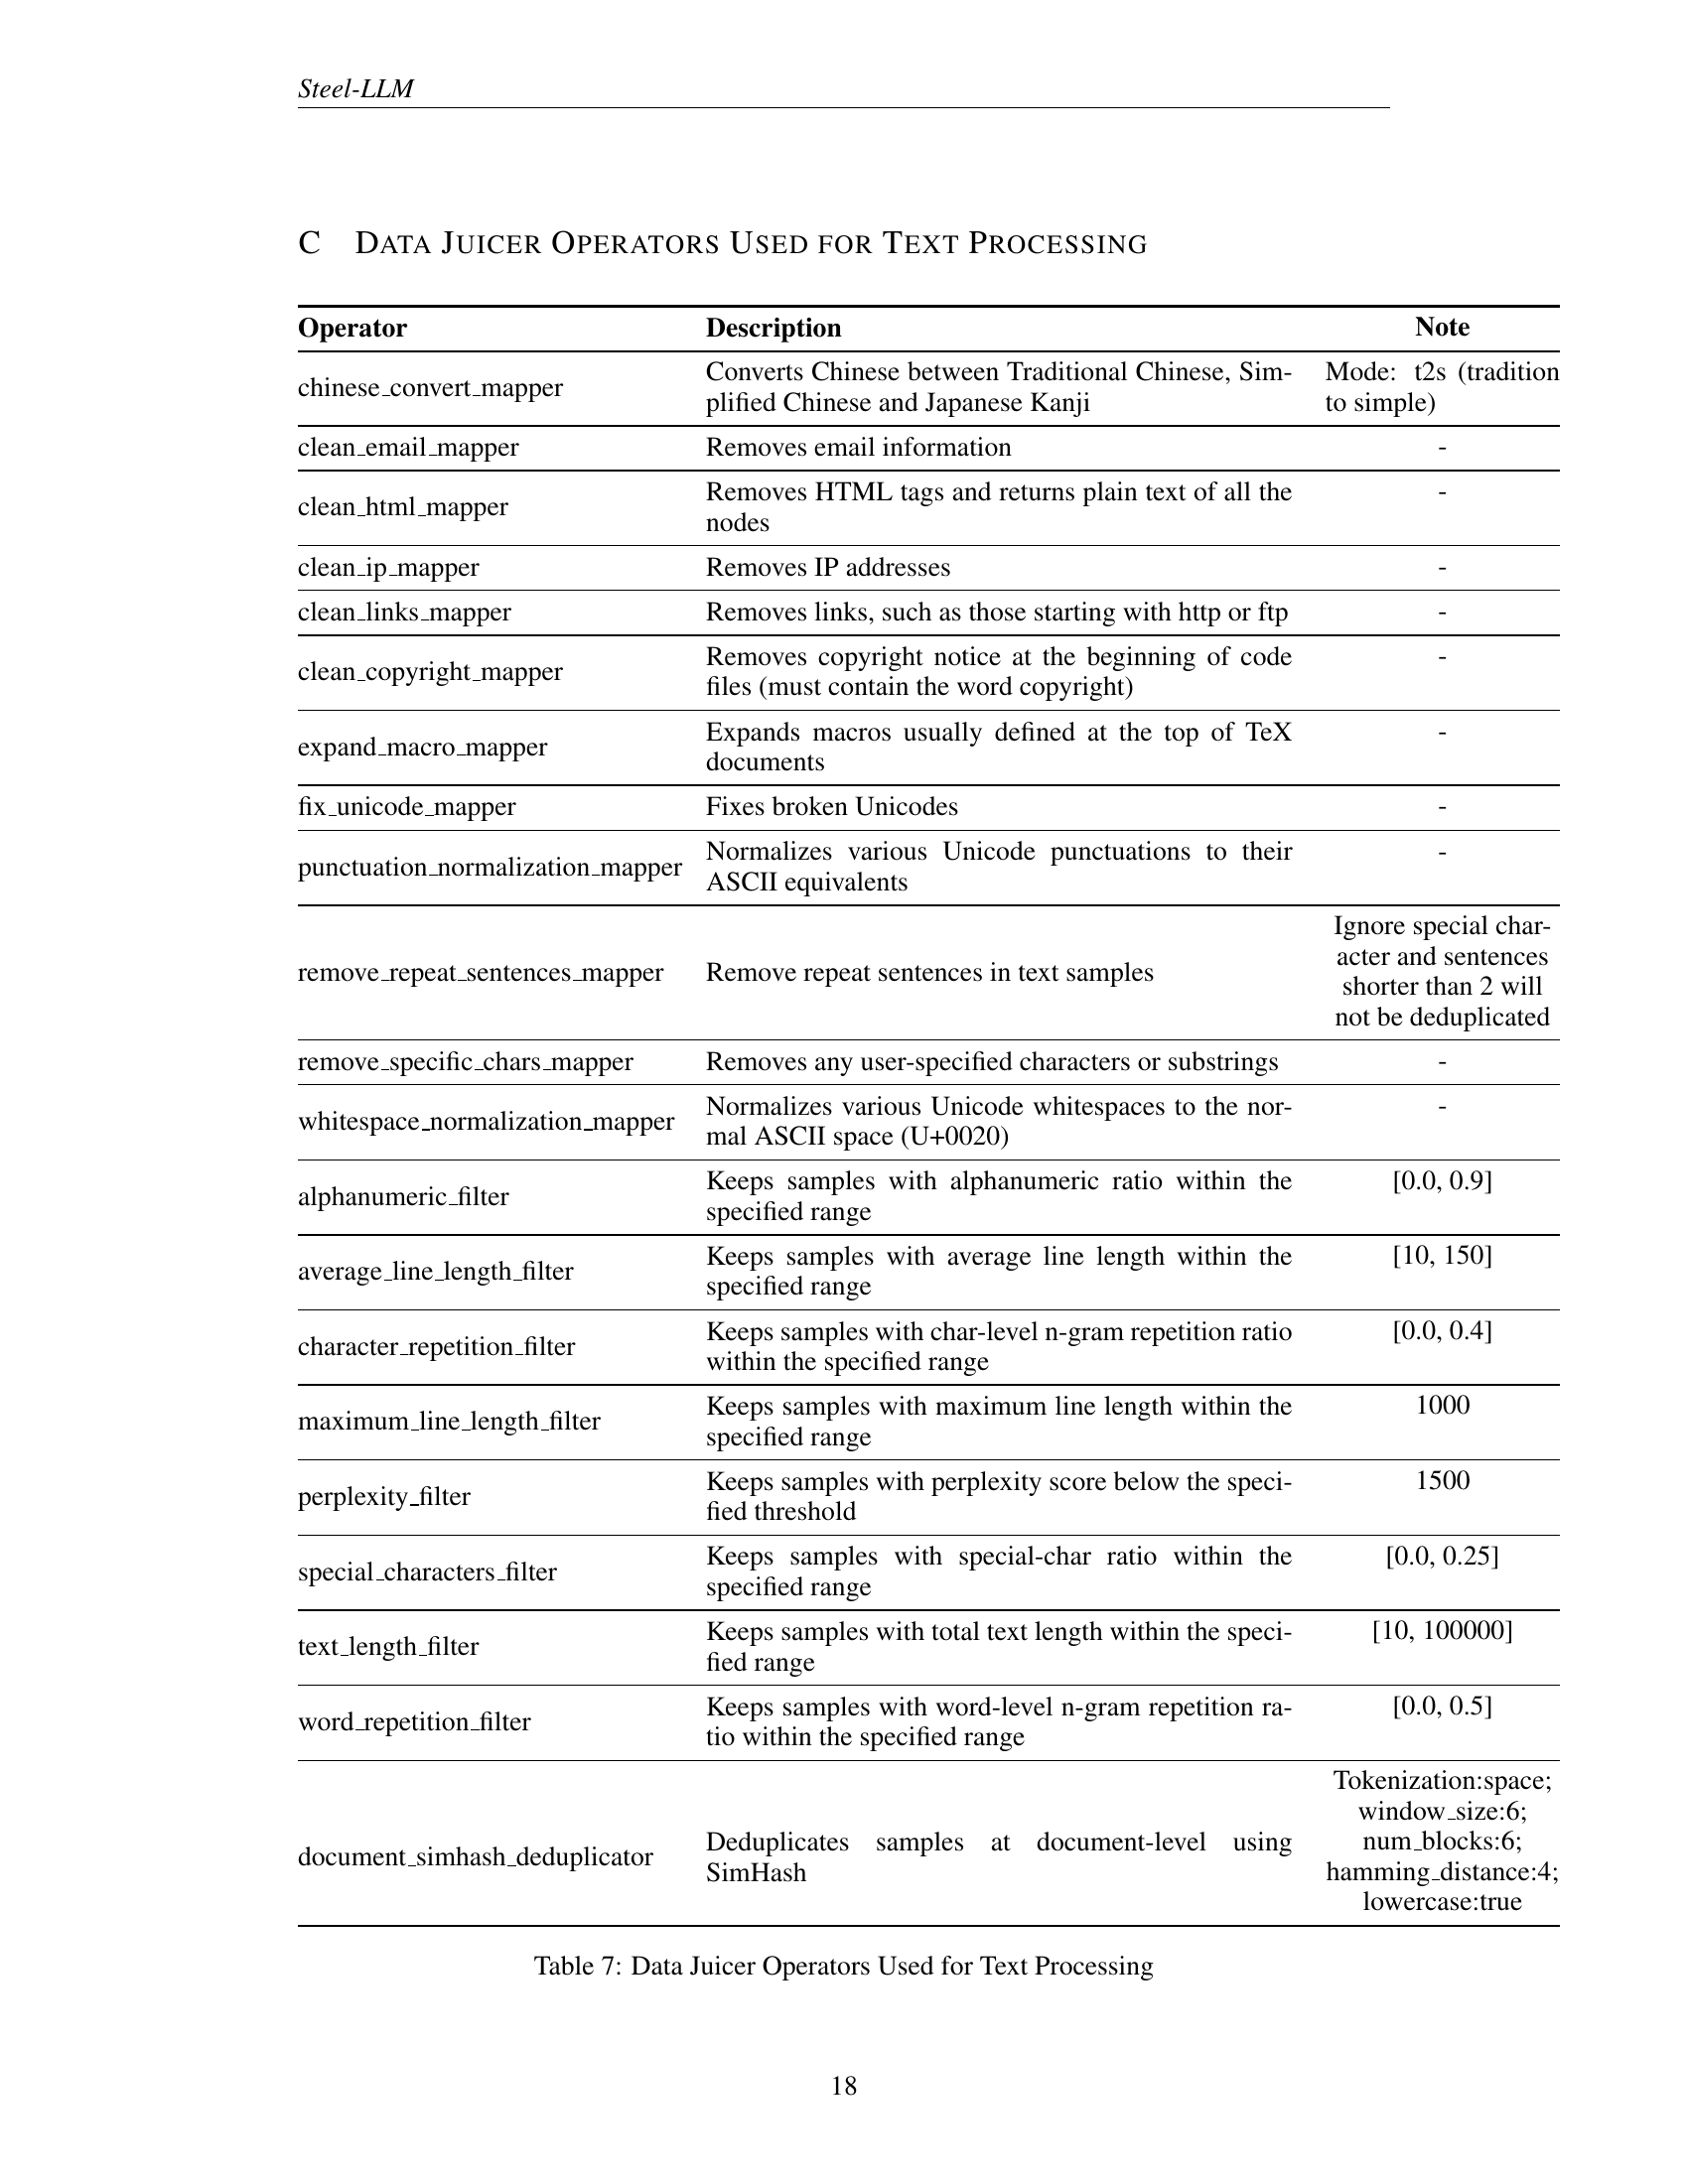 Steel-LLM
C DATA JUICER OPERATORS USED FOR TEXT PROCESSING
Operator Description Note
chinese_convert_mapper Converts Chinese between Traditional Chinese, Sim- Mode: t2s (tradition
plified Chinese and Japanese Kanji to simple)
clean_email_mapper Removes email information -
clean_html_mapper Removes HTML tags and returns plain text of all the -
nodes
clean_ip_mapper Removes IP addresses -
clean_links_mapper Removes links, such as those starting with http or ftp -
clean_copyright_mapper Removes copyright notice at the beginning of code -
files (must contain the word copyright)
expand_macro_mapper Expands macros usually defined at the top of TeX -
documents
fix_unicode_mapper Fixes broken Unicodes -
punctuation_normalization_mapper Normalizes various Unicode punctuations to their -
ASCII equivalents
remove_repeat_sentences_mapper Remove repeat sentences in text samples Ignore special char-
acter and sentences
shorter than 2 will
not be deduplicated
remove_specific_chars_mapper Removes any user-specified characters or substrings -
whitespace_normalization_mapper Normalizes various Unicode whitespaces to the nor- -
mal ASCII space (U+0020)
alphanumeric_filter Keeps samples with alphanumeric ratio within the [0.0, 0.9]
specified range
average_line_length_filter Keeps samples with average line length within the [10, 150]
specified range
character_repetition_filter Keeps samples with char-level n-gram repetition ratio [0.0, 0.4]
within the specified range
maximum_line_length_filter Keeps samples with maximum line length within the 1000
specified range
perplexity_filter Keeps samples with perplexity score below the speci- 1500
fied threshold
special_characters_filter Keeps samples with special-char ratio within the [0.0, 0.25]
specified range
text_length_filter Keeps samples with total text length within the speci- [10, 100000]
fied range
word_repetition_filter Keeps samples with word-level n-gram repetition ra- [0.0, 0.5]
tio within the specified range
document_simhash_deduplicator Deduplicates samples at document-level using Tokenization:space;
SimHash window_size:6;
num_blocks:6;
hamming_distance:4;
lowercase:true
Table 7: Data Juicer Operators Used for Text Processing
18